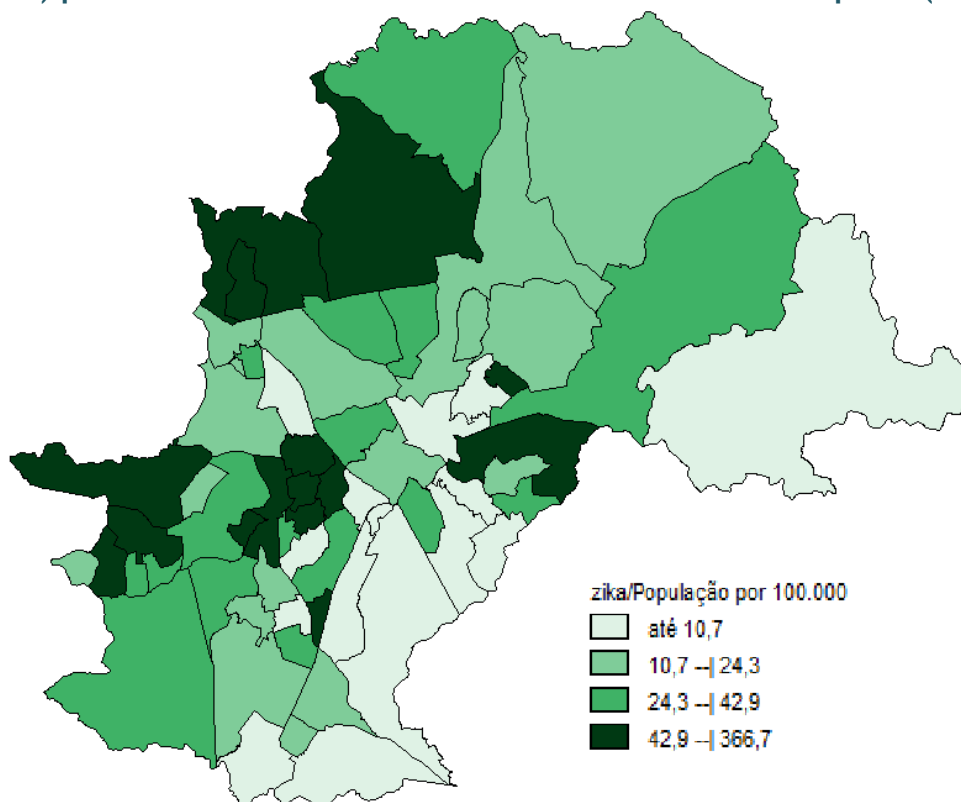 zika/População por 100.000
até 10,7
10,7 --| 24,3
24,3 --| 42,9
42,9 --| 366,7